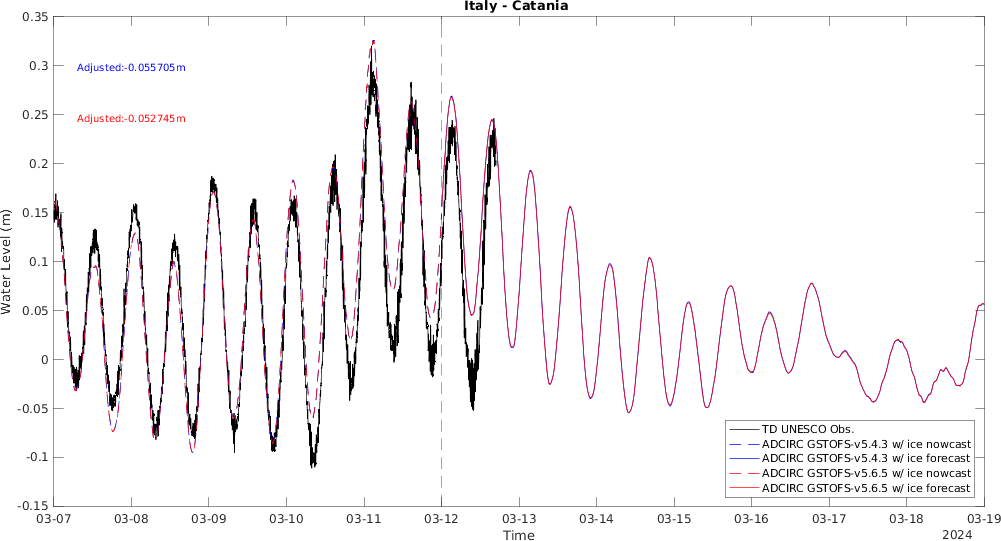 Italy - Catania
0.35
0.3
0.25
0.2
0.15
0.1
0.05
0
-0.05
-0.1
-0.15
Water Level (m)
Adjusted:-0.055705m
Adjusted:-0.052745m
TD UNESCO Obs.
ADCIRC GSTOFS-v5.4.3 w/ ice nowcast
ADCIRC GSTOFS-v5.4.3 w/ ice forecast
ADCIRC GSTOFS-v5.6.5 w/ ice nowcast
ADCIRC GSTOFS-v5.6.5 w/ ice forecast
03-07 03-08 03-09 03-10 03-11 03-12 03-13 03-14 03-15 03-16 03-17 03-18 03-19
Time
2024